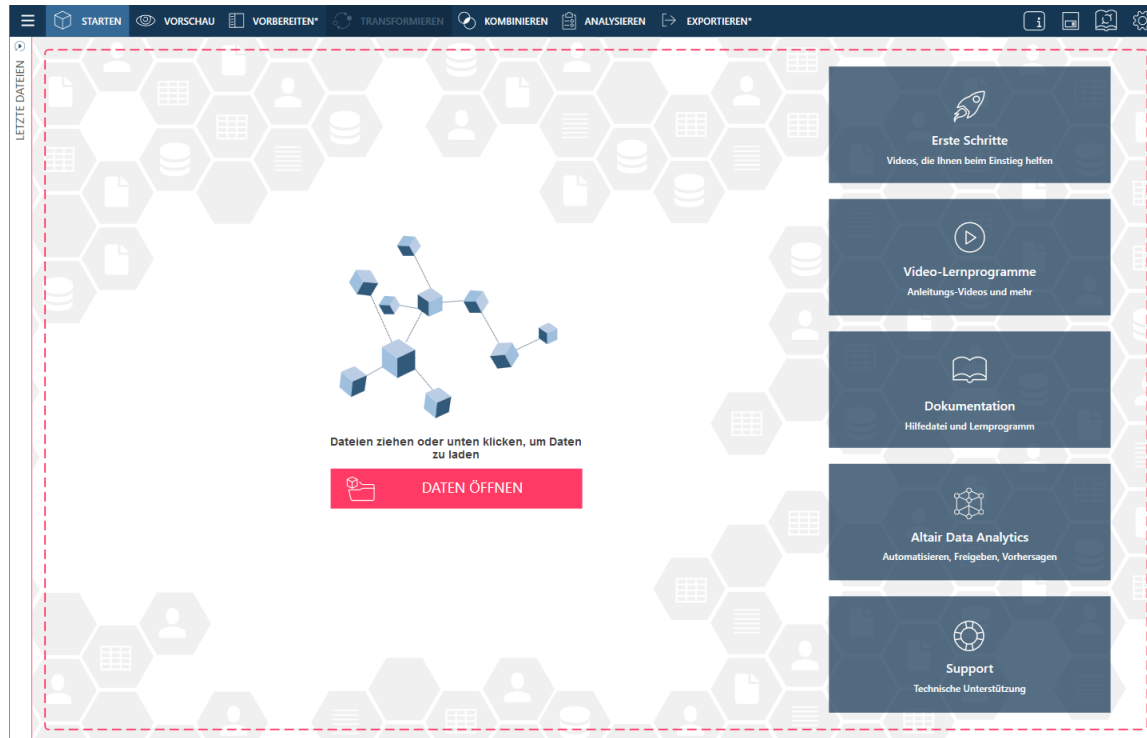 STARTEN
VORSCHAU
VORBEREITEN*
TRANSFORMIEREN
KOMBINIEREN
ANALYSIEREN
EXPORTIEREN*
LETZTE DATEIEN
Dateien ziehen oder unten klicken, um Daten
zu laden
DATEN ÖFFNEN
Erste Schritte
Videos, die Ihnen beim Einstieg helfen
Video-Lernprogramme
Anleitungs-Videos und mehr
Dokumentation
Hilfedatei und Lernprogramm
Altair Data Analytics
Automatisieren, Freigeben, Vorhersagen
Support
Technische Unterstützung